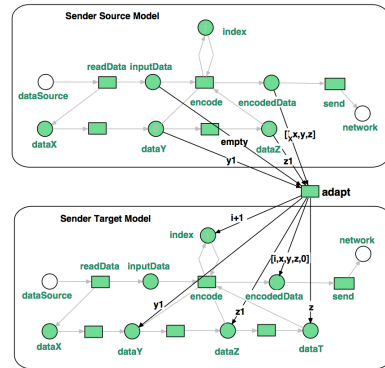 Sender Source Model
index
readData inputData
dataSource
encode encodedData
send
network
dataX
dataY
dataZ
empty
[i,x,y,z]
y1
z1
adapt
Sender Target Model
i+1
index
network
readData inputData
[i,x,y,z,0]
dataSource
encode
encodedData
send
y1
z1
z
dataX
dataY
dataZ
dataT